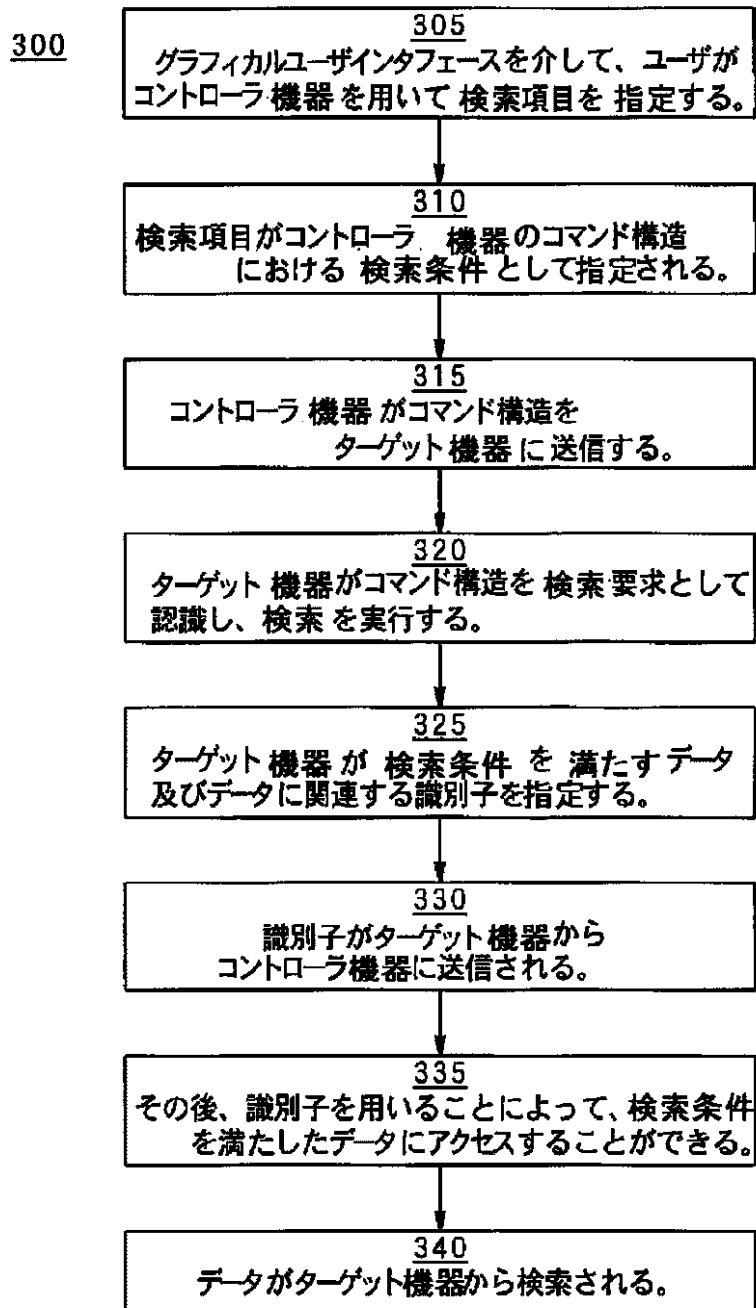 300
305
グラフィカルユーザインタフェースを介して、ユーザが
コントローラ機器を用いて検索項目を指定する。
310
検索項目がコントローラ 機器のコマンド構造
における検索条件として指定される。
315
コントローラ機器がコマンド構造を
ターゲット機器に送信する。
320
ターゲット機器がコマンド構造を検索要求として
認識し、検索を実行する。
325
ターゲット機器が検索条件を満たすデータ
及びデータに関連する識別子を指定する。
330
識別子がターゲット機器から
コントローラ機器に送信される。
335
その後、識別子を用いることによって、検索条件
を満たしたデータにアクセスすることができる。
340
データがターゲット機器から検索される。